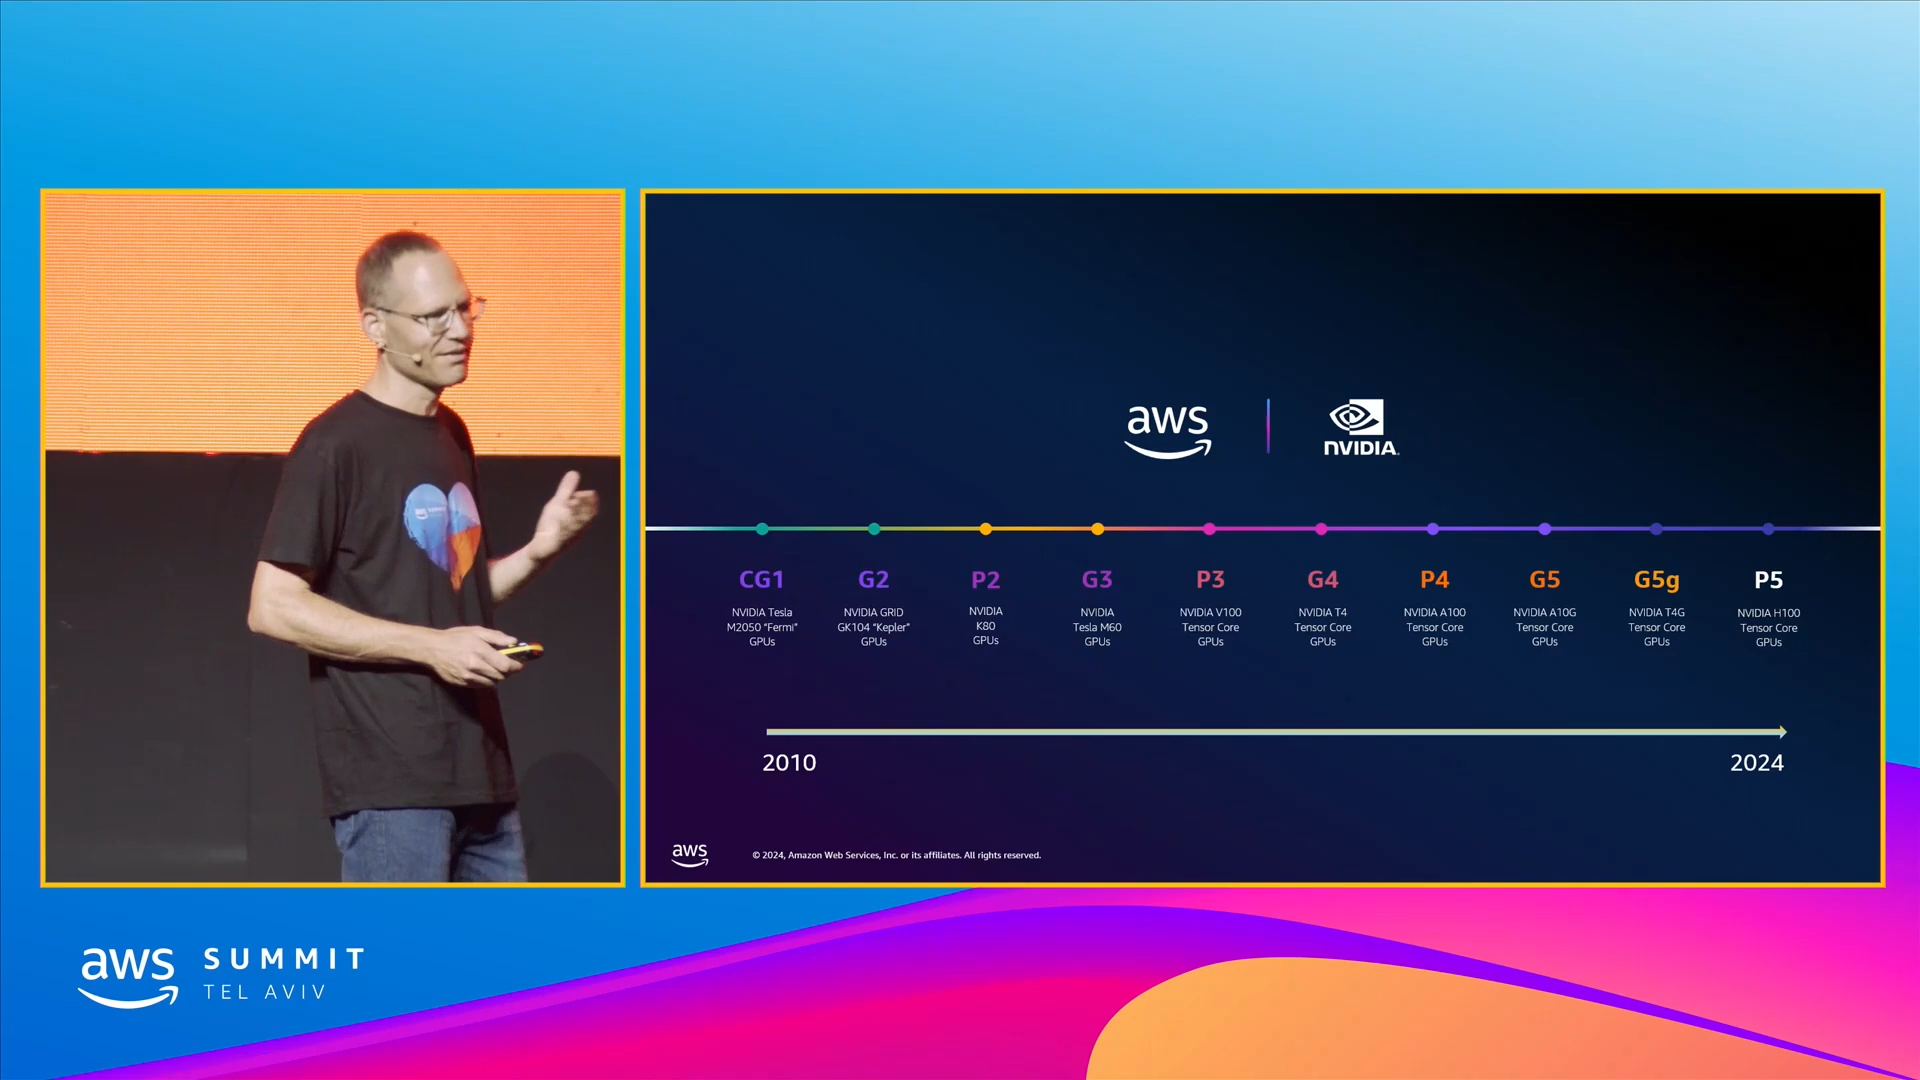 aws
NVIDIA.
CG1
NVIDIA Tesla
M2050 "Fermi"
GPUs
G2
NVIDIA GRID
GK104 "Kepler"
GPUs
P2
NVIDIA
K80
GPUs
G3
NVIDIA
Tesla M60
GPUs
P3
NVIDIA V100
Tensor Core
GPUs
G4
NVIDIA T4
Tensor Core
GPUs
P4
NVIDIA A100
Tensor Core
GPUs
G5
NVIDIA A10G
Tensor Core
GPUs
G5g
NVIDIA T4G
Tensor Core
GPUs
P5
NVIDIA H100
Tensor Core
GPUs
2010
2024
aws
© 2024, Amazon Web Services, Inc. or its affiliates. All rights reserved.
aws
SUMMIT
TEL AVIV